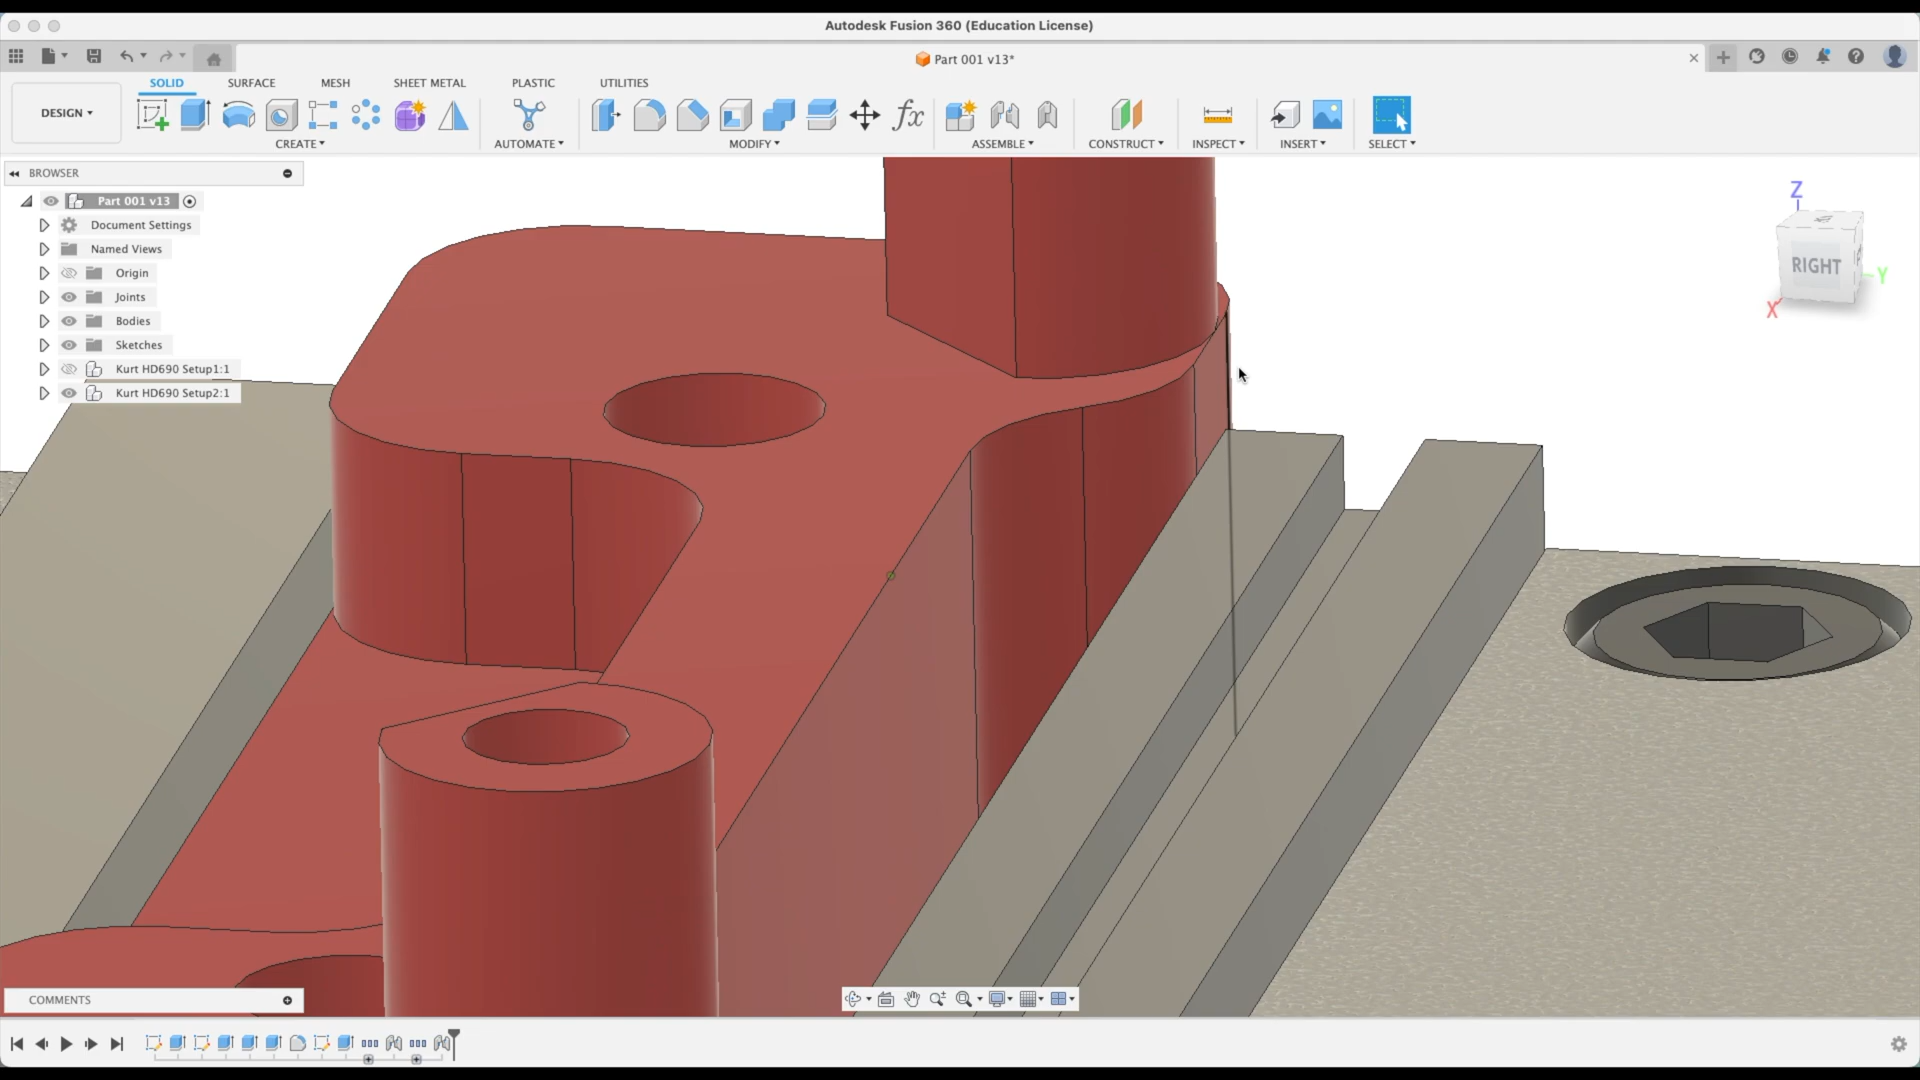 Autodesk Fusion 360 (Education License)
Part 001 v13*
SOLID SURFACE MESH SHEET METAL PLASTIC UTILITIES
DESIGN
fx
CREATE AUTOMATE MODIFY ASSEMBLE CONSTRUCT INSPECT INSERT SELECT
BROWSER
Part 001 v13
Document Settings
Named Views
Origin
Joints
Bodies
Sketches
Kurt HD690 Setup1:1
Kurt HD690 Setup2:1
Z
RIGHT
Y
X
COMMENTS